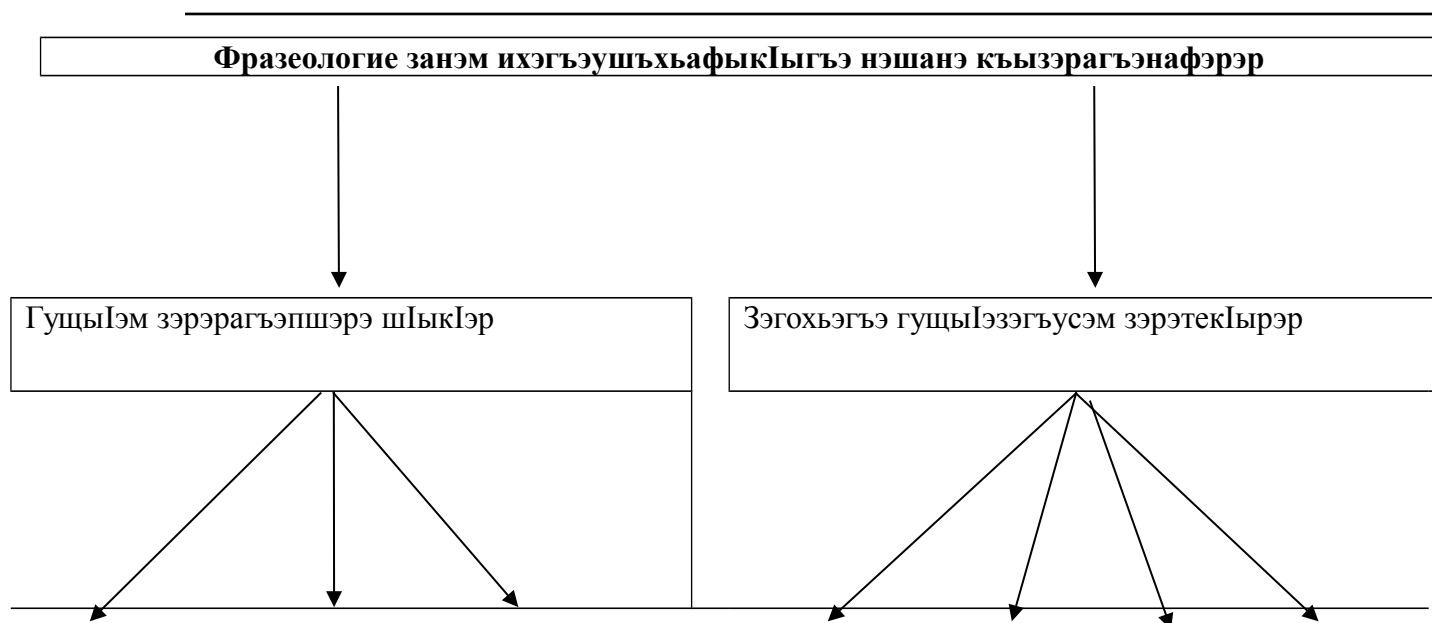 Фразеологие занэм ихэгъэушъхьафыкIыгъэ нэшанэ къызэрагъэнафэрэр
ГущыIэм зэрэрагъэпшэрэ шIыкIэр
Зэгохьэгъэ гущыIэзэгъусэм зэрэтекIырэр